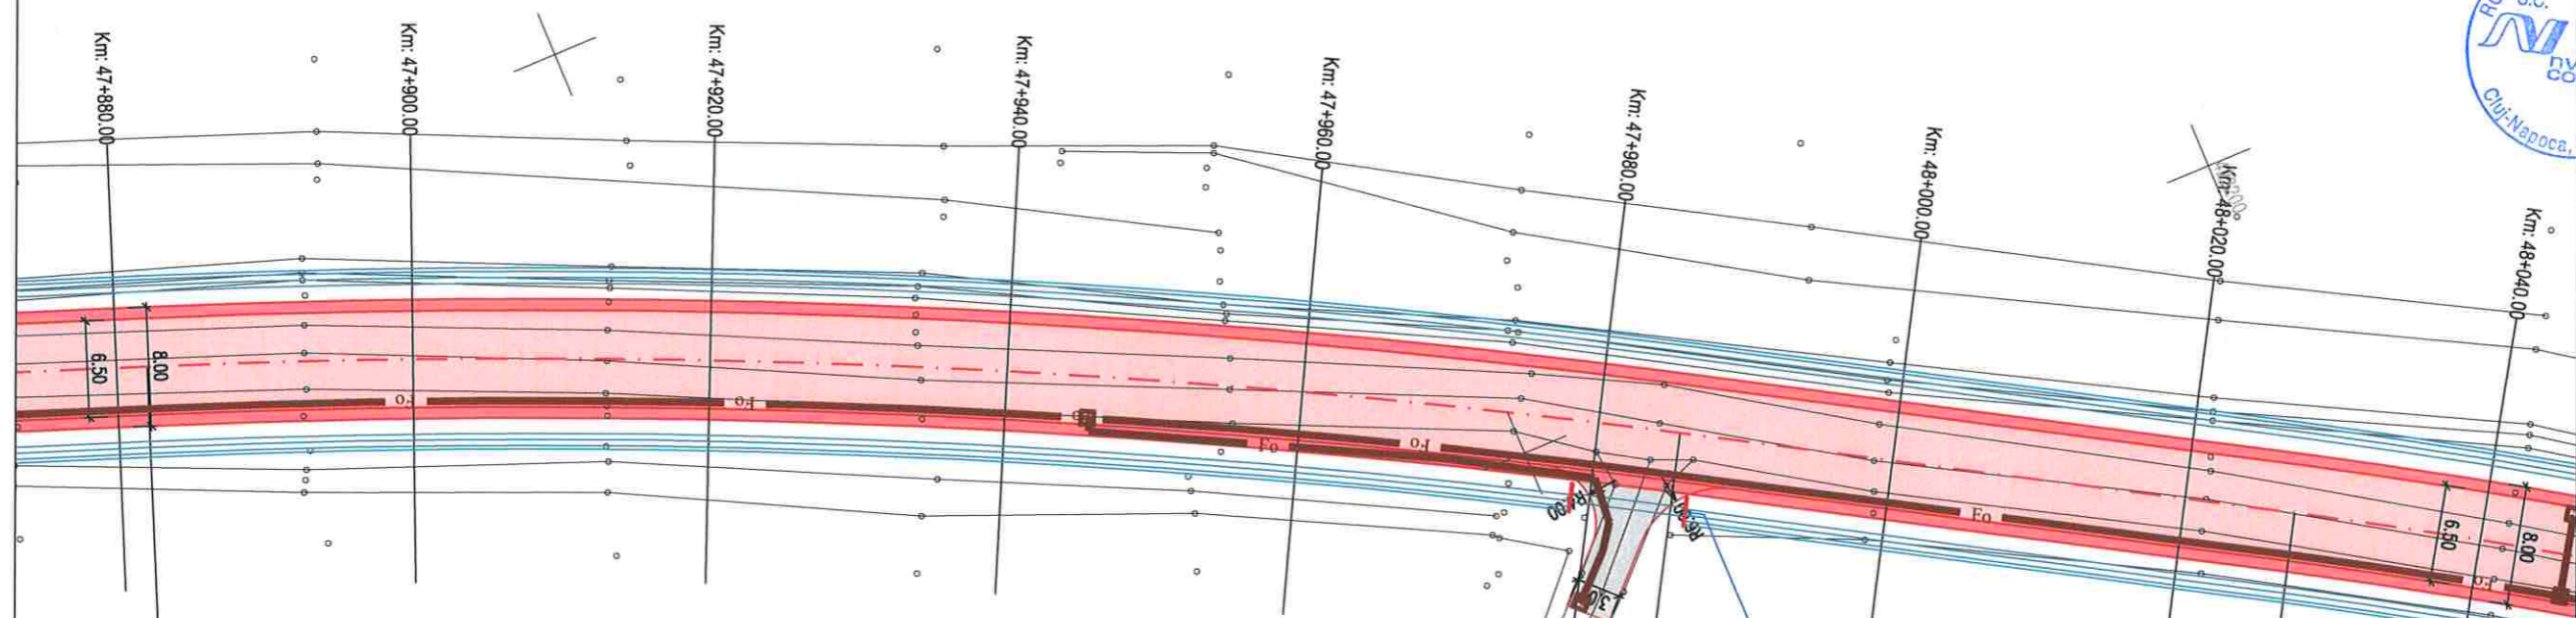 Km: 47+880.00
Km: 47+900.00
Km: 47+920.00
Km: 47+940.00
Km: 47+960.00
Km: 47+980.00
Km: 48+000.00
Km: 48+020.00
Km: 48+040.00
S.C.
CO
Cluj-Napoca,
6.50
8.00
Fo
Fo
Fo
Fo
Fo
Fo
6.50
8.00